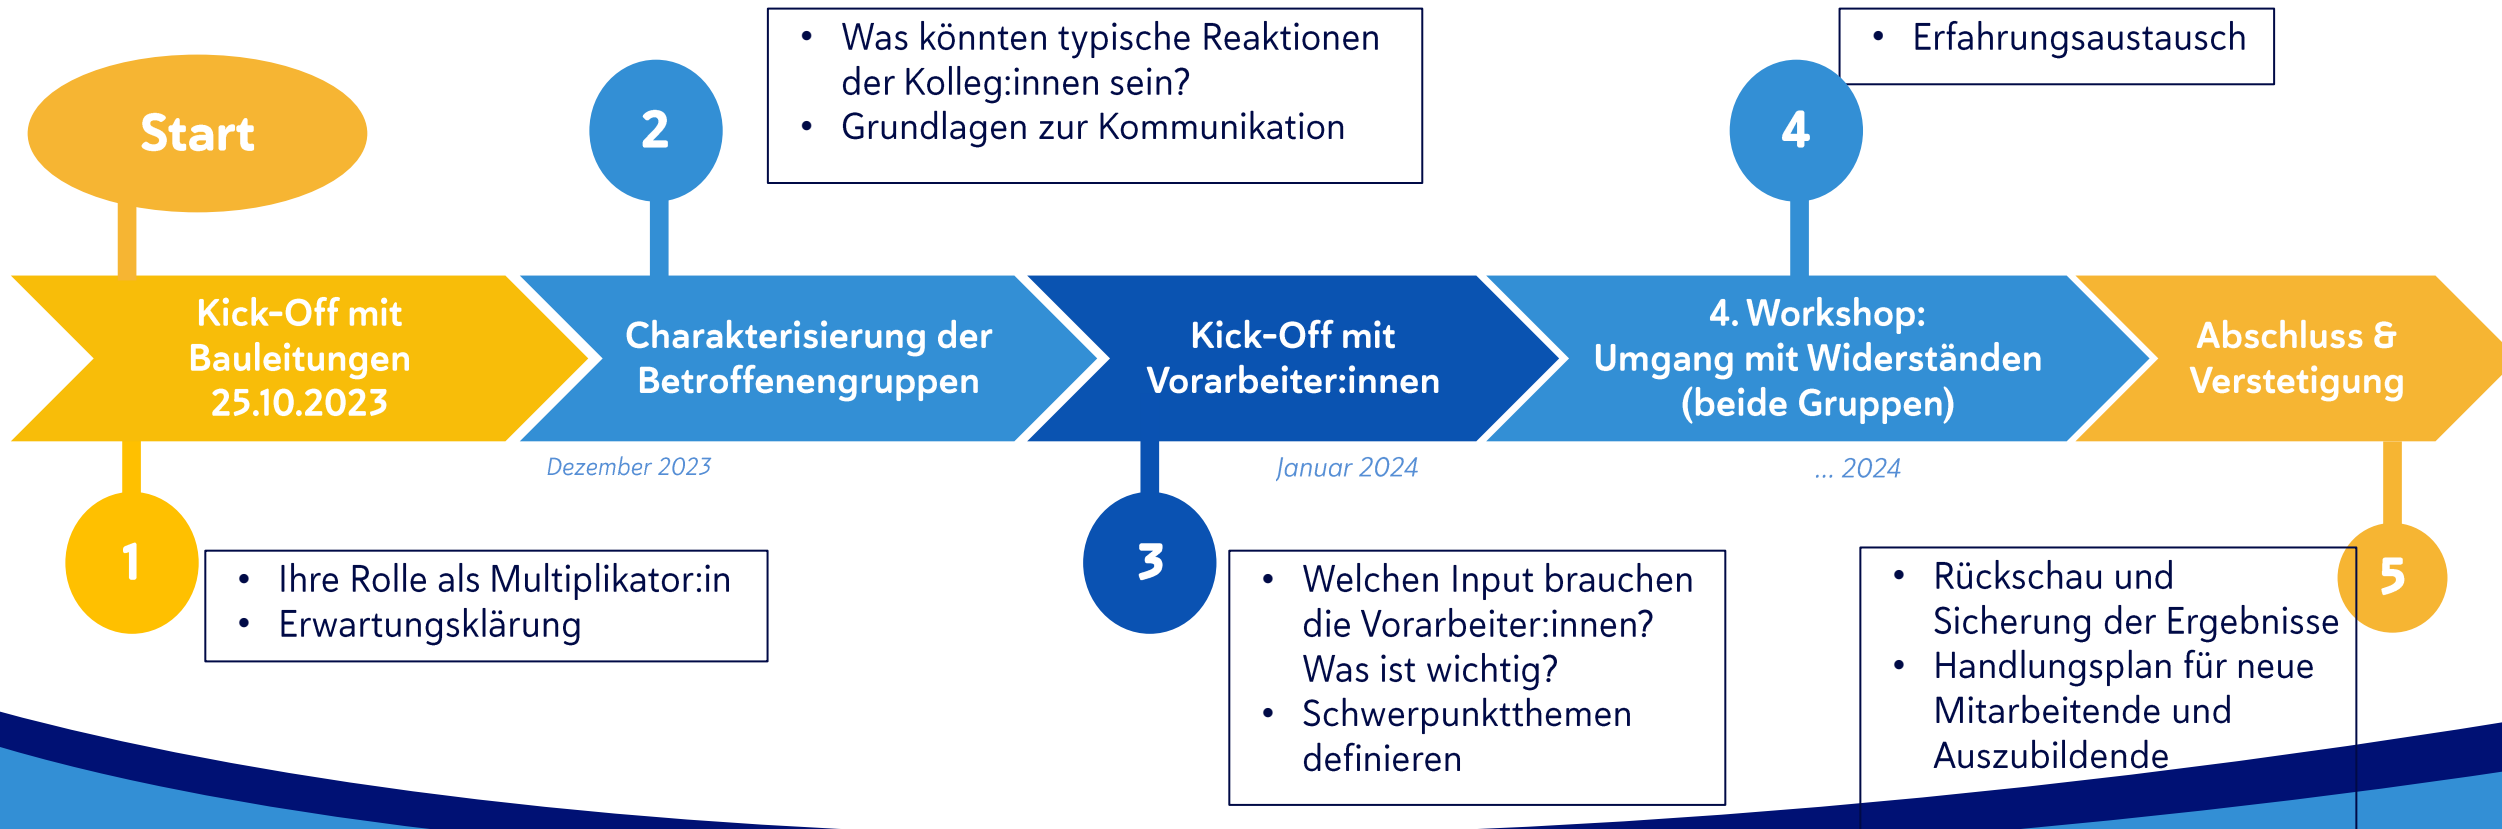 Start
Kick-Off mit
Bauleitungen
25.10.2023
1
• Ihre Rolle als Multiplikator:in
• Erwartungsklärung
2
• Was könnten typische Reaktionen
der Kolleg:innen sein?
• Grundlagen zur Kommunikation
Charakterisierung der
Betroffenengruppen
Dezember 2023
Kick-Off mit
Vorarbeiter:innen
Januar 2024
3
• Welchen Input brauchen
die Vorarbeiter:innen?
Was ist wichtig?
• Schwerpunktthemen
definieren
• Erfahrungsaustausch
4
4. Workshop:
Umgang mit Widerständen
(beide Gruppen)
... 2024
Abschluss &
Verstetigung
5
• Rückschau und
Sicherung der Ergebnisse
• Handlungsplan für neue
Mitarbeitende und
Auszubildende